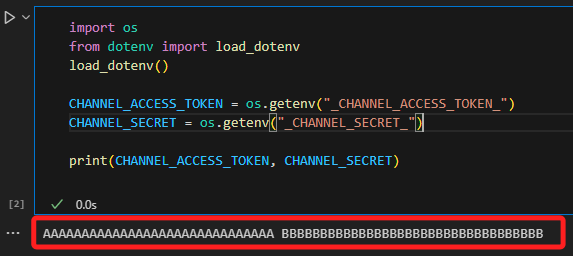 import os
from dotenv import load_dotenv
load_dotenv()
CHANNEL_ACCESS_TOKEN = os.getenv("_CHANNEL_ACCESS_TOKEN_")
CHANNEL_SECRET = os.getenv("_CHANNEL_SECRET_")
print(CHANNEL_ACCESS_TOKEN, CHANNEL_SECRET)
[2]
0.0s
... AAAAAAAAAAAAAAAAAAAAAAAAAAAAAA BBBBBBBBBBBBBBBBBBBBBBBBBBBBBBBBBB